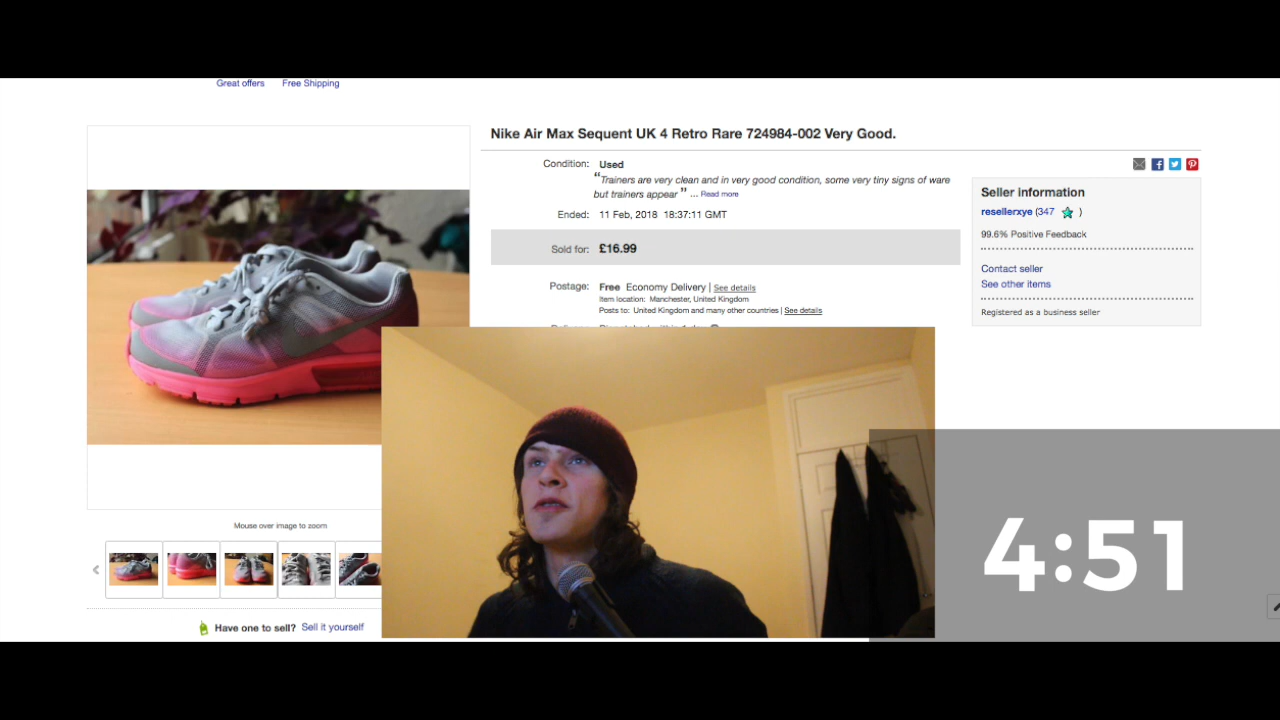 Great offers Free Shipping
Nike Air Max Sequent UK 4 Retro Rare 724984-002 Very Good.
Condition: Used
“Trainers are very clean and in very good condition, some very tiny signs of ware
but trainers appear ” ... Read more
Ended: 11 Feb, 2018 18:37:11 GMT
Sold for: £16.99
Postage: Free Economy Delivery | See details
Item location: Manchester, United Kingdom
Posts to: United Kingdom and many other countries | See details
Seller information
resellerxye (347 )
99.6% Positive Feedback
Contact seller
See other items
Registered as a business seller
Mouse over image to zoom
Have one to sell? Sell it yourself
4:51